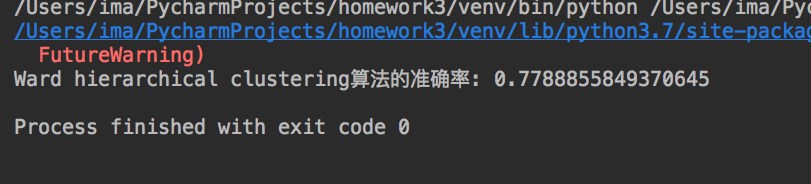 /Users/ima/PycharmProjects/homework3/venv/bin/python /Users/ima/Pyc
/Users/ima/PycharmProjects/homework3/venv/lib/python3.7/site-packag
FutureWarning)
Ward hierarchical clustering算法的准确率: 0.7788855849370645
Process finished with exit code 0